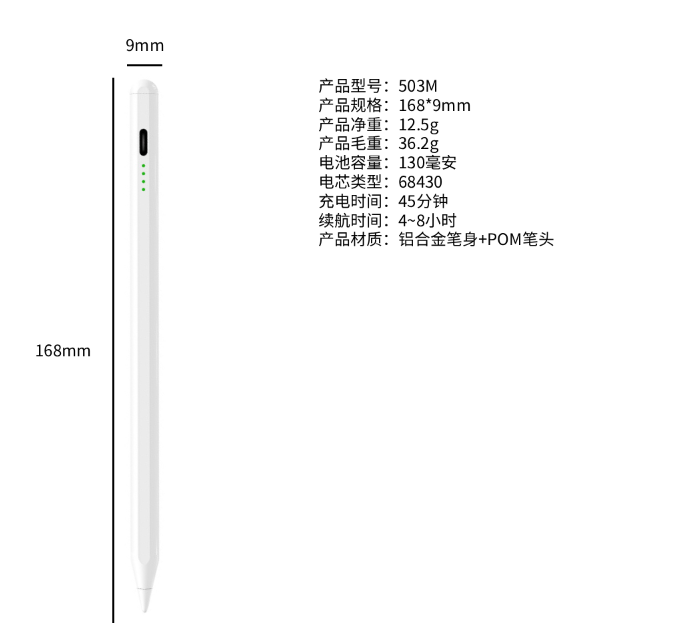 9mm
产品型号：503M
产品规格：168*9mm
产品净重：12.5g
产品毛重：36.2g
电池容量：130毫安
电芯类型：68430
充电时间：45分钟
续航时间：4~8小时
产品材质：铝合金笔身+POM笔头
168mm